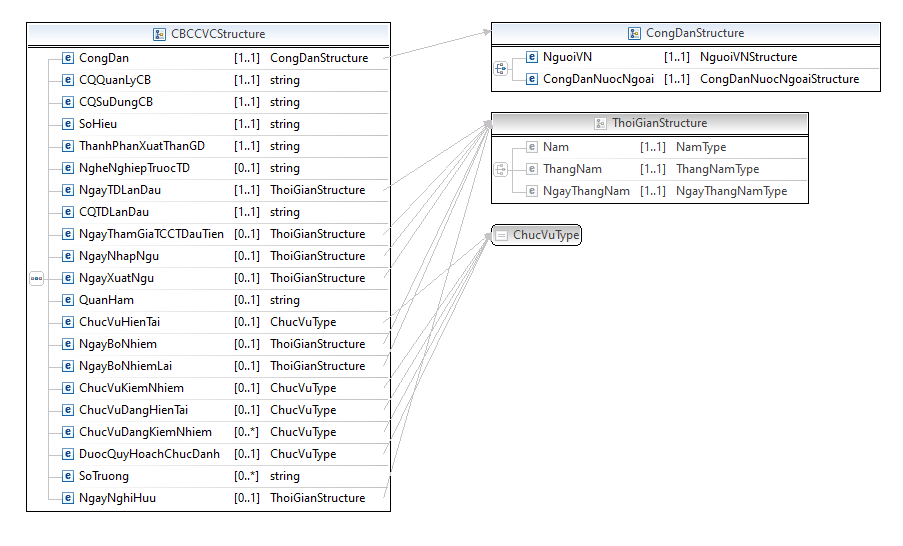 CBCCVCStructure
CongDan [1..1] CongDanStructure
CQQuanLyCB [1..1] string
CQSuDungCB [1..1] string
SoHieu [1..1] string
ThanhPhanXuatThanGD [1..1] string
NgheNghiepTruocTD [0..1] string
NgayTDLanDau [1..1] ThoiGianStructure
CQTDLanDau [1..1] string
NgayThamGiaTCCTDauTien [0..1] ThoiGianStructure
NgayNhapNgu [0..1] ThoiGianStructure
NgayXuatNgu [0..1] ThoiGianStructure
QuanHam [0..1] string
ChucVuHienTai [0..1] ChucVuType
NgayBoNhiem [0..1] ThoiGianStructure
NgayBoNhiemLai [0..1] ThoiGianStructure
ChucVuKiemNhiem [0..1] ChucVuType
ChucVuDangHienTai [0..1] ChucVuType
ChucVuDangKiemNhiem [0..*] ChucVuType
DuocQuyHoachChucDanh [0..1] ChucVuType
SoTruong [0..*] string
NgayNghiHuu [0..1] ThoiGianStructure
CongDanStructure
NguoiVN [1..1] NguoiVNStructure
CongDanNuocNgoai [1..1] CongDanNuocNgoaiStructure
ThoiGianStructure
Nam [1..1] NamType
ThangNam [1..1] ThangNamType
NgayThangNam [1..1] NgayThangNamType
ChucVuType